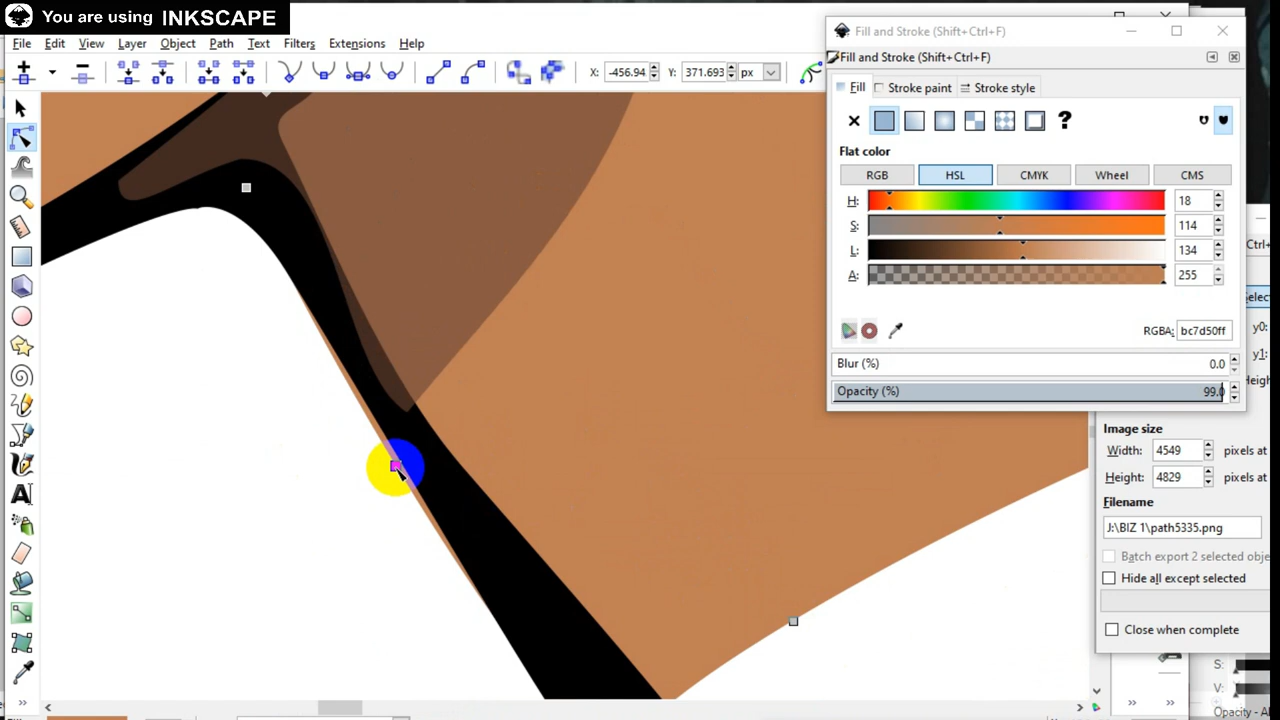 You are using INKSCAPE
File Edit View Layer Object Path Text Filters Extensions Help
X: -456.94 Y: 371.693 px
Fill and Stroke (Shift+Ctrl+F)
Fill and Stroke (Shift+Ctrl+F)
Fill Stroke paint Stroke style
?
Flat color
RGB HSL CMYK Wheel CMS
H: 18
S: 114
L: 134
A: 255
RGBA: bc7d50ff
Blur (%) 0.0
Opacity (%) 99.0
y0:
y1:
Image size
Width: 4549 pixels at
Height: 4829 pixels at
Filename
J:\BIZ 1\path5335.png
Batch export 2 selected obje
Hide all except selected
Close when complete
S:
V: